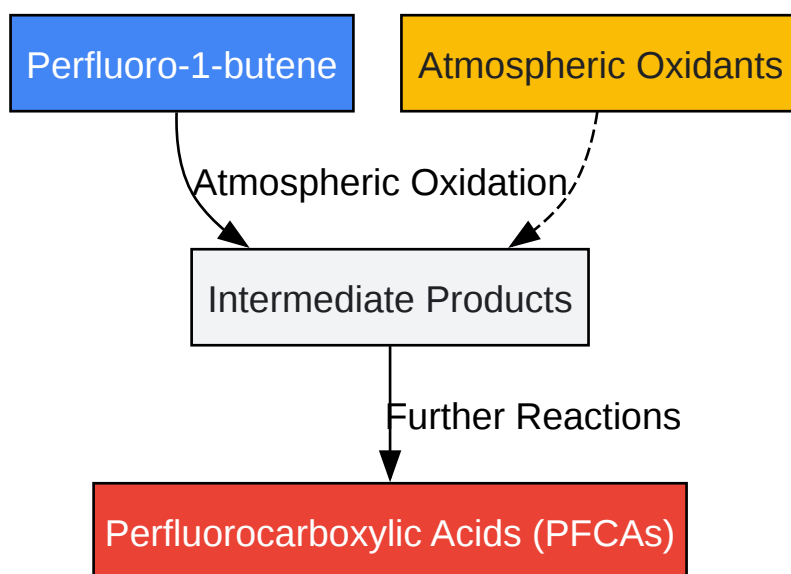 Perfluoro-1-butene
Atmospheric Oxidants
Atmospheric Oxidation
Intermediate Products
Further Reactions
Perfluorocarboxylic Acids (PFCAs)